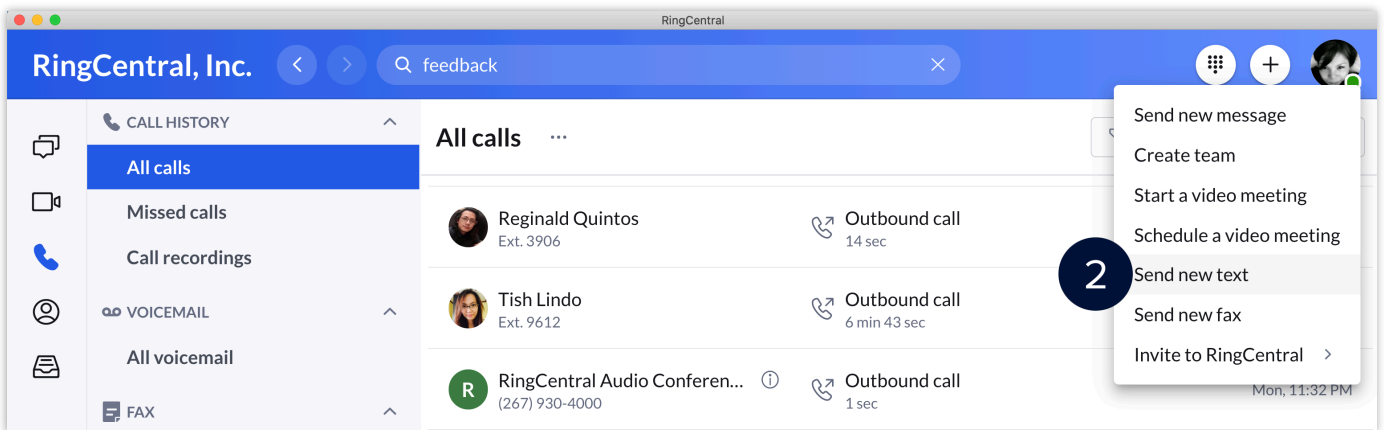 RingCentral
RingCentral, Inc.
feedback
CALL HISTORY
All calls
Missed calls
Call recordings
VOICEMAIL
All voicemail
FAX
All calls ...
Reginald Quintos
Ext. 3906
Outbound call
14 sec
Tish Lindo
Ext. 9612
Outbound call
6 min 43 sec
R
RingCentral Audio Conferen...
(267) 930-4000
Outbound call
1 sec
Mon, 11:32 PM
Send new message
Create team
Start a video meeting
Schedule a video meeting
2
Send new text
Send new fax
Invite to RingCentral